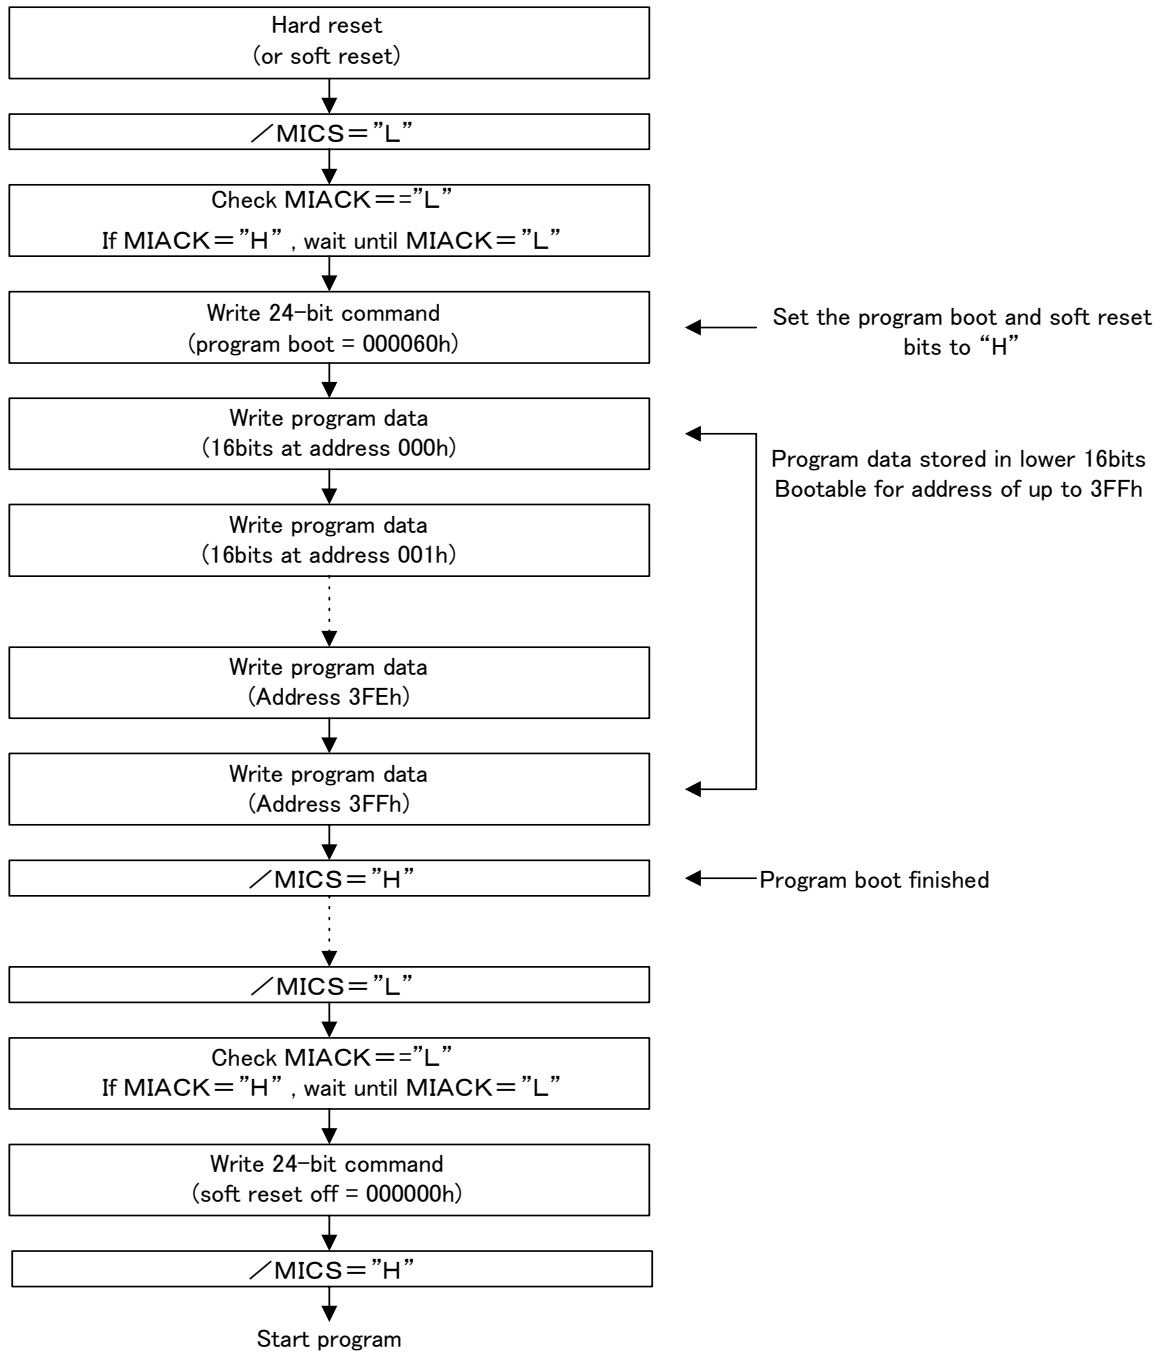 Hard reset
(or soft reset)
／MICS＝”L”
Check MIACK＝=”L”
If MIACK＝”H” , wait until MIACK＝”L”
Write 24-bit command
(program boot = 000060h)
Set the program boot and soft reset
bits to “H”
Write program data
(16bits at address 000h)
Program data stored in lower 16bits
Bootable for address of up to 3FFh
Write program data
(16bits at address 001h)
Write program data
(Address 3FEh)
Write program data
(Address 3FFh)
／MICS＝”H”
Program boot finished
／MICS＝”L”
Check MIACK＝=”L”
If MIACK＝”H” , wait until MIACK＝”L”
Write 24-bit command
(soft reset off = 000000h)
／MICS＝”H”
Start program